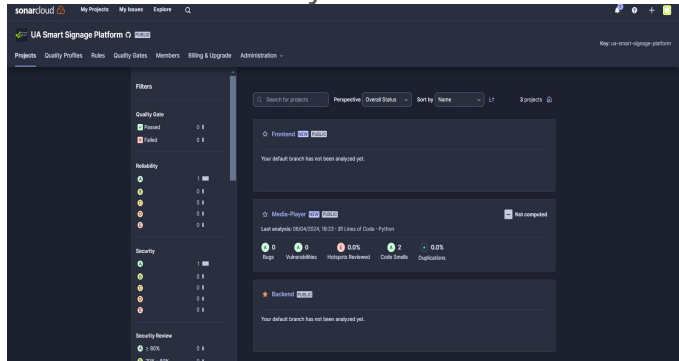 sonarcloud My Projects My Issues Explore
UA Smart Signage Platform PUBLIC
Key: ua-smart-signage-platform
Projects Quality Profiles Rules Quality Gates Members Billing & Upgrade Administration
Filters
Search for projects Perspective Overall Status Sort by Name 3 projects
Quality Gate
Passed 0
Failed 0
Frontend NEW PUBLIC
Your default branch has not been analyzed yet.
Reliability
A 1
B 0
C 0
D 0
E 0
Media-Player NEW PUBLIC Not computed
Last analysis: 08/04/2024, 18:23 · 31 Lines of Code · Python
A 0 A 0 E 0.0% A 2 0.0%
Bugs Vulnerabilities Hotspots Reviewed Code Smells Duplications
Security
A 1
B 0
C 0
D 0
E 0
Backend PUBLIC
Your default branch has not been analyzed yet.
Security Review
A ≥ 80% 0
B 70% - 80% 0